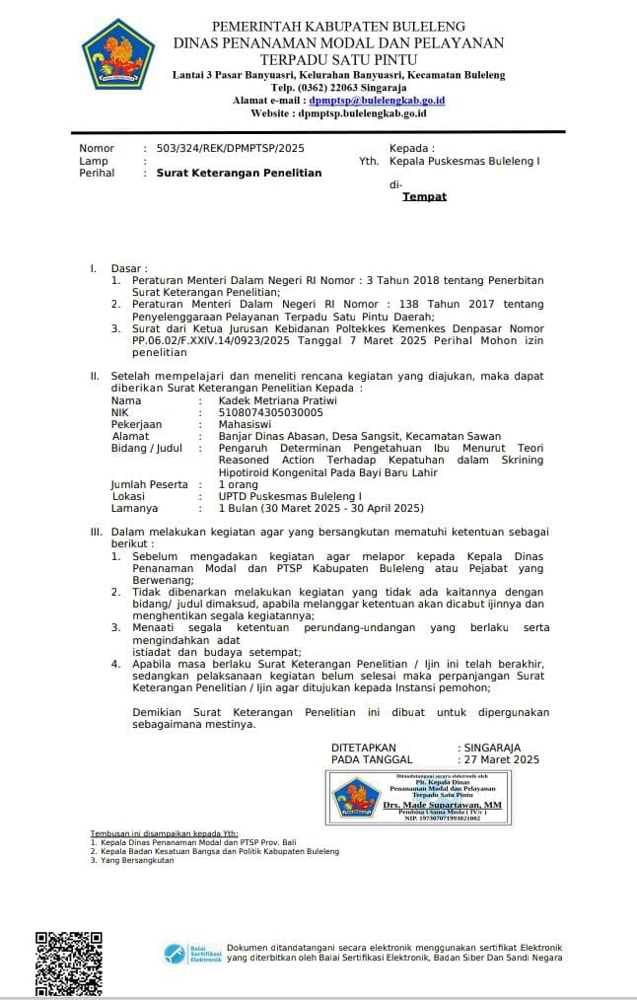 PEMERINTAH KABUPATEN BULELENG
DINAS PENANAMAN MODAL DAN PELAYANAN
TERPADU SATU PINTU
Lantai 3 Pasar Banyuasri, Kelurahan Banyuasri, Kecamatan Buleleng
Telp. (0362) 22063 Singaraja
Alamat e-mail : dpmptsp@bulelengkab.go.id
Website : dpmptsp.bulelengkab.go.id
Nomor : 503/324/REK/DPMPTSP/2025
Lamp :
Perihal : Surat Keterangan Penelitian
Kepada :
Yth. Kepala Puskesmas Buleleng I
di-
Tempat
I. Dasar :
1. Peraturan Menteri Dalam Negeri RI Nomor : 3 Tahun 2018 tentang Penerbitan
Surat Keterangan Penelitian;
2. Peraturan Menteri Dalam Negeri RI Nomor : 138 Tahun 2017 tentang
Penyelenggaraan Pelayanan Terpadu Satu Pintu Daerah;
3. Surat dari Ketua Jurusan Kebidanan Poltekkes Kemenkes Denpasar Nomor
PP.06.02/F.XXIV.14/0923/2025 Tanggal 7 Maret 2025 Perihal Mohon izin
penelitian
II. Setelah mempelajari dan meneliti rencana kegiatan yang diajukan, maka dapat
diberikan Surat Keterangan Penelitian Kepada :
Nama : Kadek Metriana Pratiwi
NIK : 5108074305030005
Pekerjaan : Mahasiswi
Alamat : Banjar Dinas Abasan, Desa Sangsit, Kecamatan Sawan
Bidang / Judul : Pengaruh Determinan Pengetahuan Ibu Menurut Teori
Reasoned Action Terhadap Kepatuhan dalam Skrining
Hipotiroid Kongenital Pada Bayi Baru Lahir
Jumlah Peserta : 1 orang
Lokasi : UPTD Puskesmas Buleleng I
Lamanya : 1 Bulan (30 Maret 2025 - 30 April 2025)
III. Dalam melakukan kegiatan agar yang bersangkutan mematuhi ketentuan sebagai
berikut :
1. Sebelum mengadakan kegiatan agar melapor kepada Kepala Dinas
Penanaman Modal dan PTSP Kabupaten Buleleng atau Pejabat yang
Berwenang;
2. Tidak dibenarkan melakukan kegiatan yang tidak ada kaitannya dengan
bidang/ judul dimaksud, apabila melanggar ketentuan akan dicabut ijinnya dan
menghentikan segala kegiatannya;
3. Menaati segala ketentuan perundang-undangan yang berlaku serta
mengindahkan adat
istiadat dan budaya setempat;
4. Apabila masa berlaku Surat Keterangan Penelitian / Ijin ini telah berakhir,
sedangkan pelaksanaan kegiatan belum selesai maka perpanjangan Surat
Keterangan Penelitian / Ijin agar ditujukan kepada Instansi pemohon;
Demikian Surat Keterangan Penelitian ini dibuat untuk dipergunakan
sebagaimana mestinya.
DITETAPKAN : SINGARAJA
PADA TANGGAL : 27 Maret 2025
Ditandatangani secara elektronik oleh
Plt. Kepala Dinas
Penanaman Modal dan Pelayanan
Terpadu Satu Pintu
Drs. Made Supartawan, MM
Pembina Utama Muda ( IV/c )
NIP. 197307071993021002
Tembusan ini disampaikan kepada Yth:
1. Kepala Dinas Penanaman Modal dan PTSP Prov. Bali
2. Kepala Badan Kesatuan Bangsa dan Politik Kabupaten Buleleng
3. Yang Bersangkutan
Balai
Sertifikasi
Elektronik
Dokumen ditandatangani secara elektronik menggunakan sertifikat Elektronik
yang diterbitkan oleh Balai Sertifikasi Elektronik, Badan Siber Dan Sandi Negara